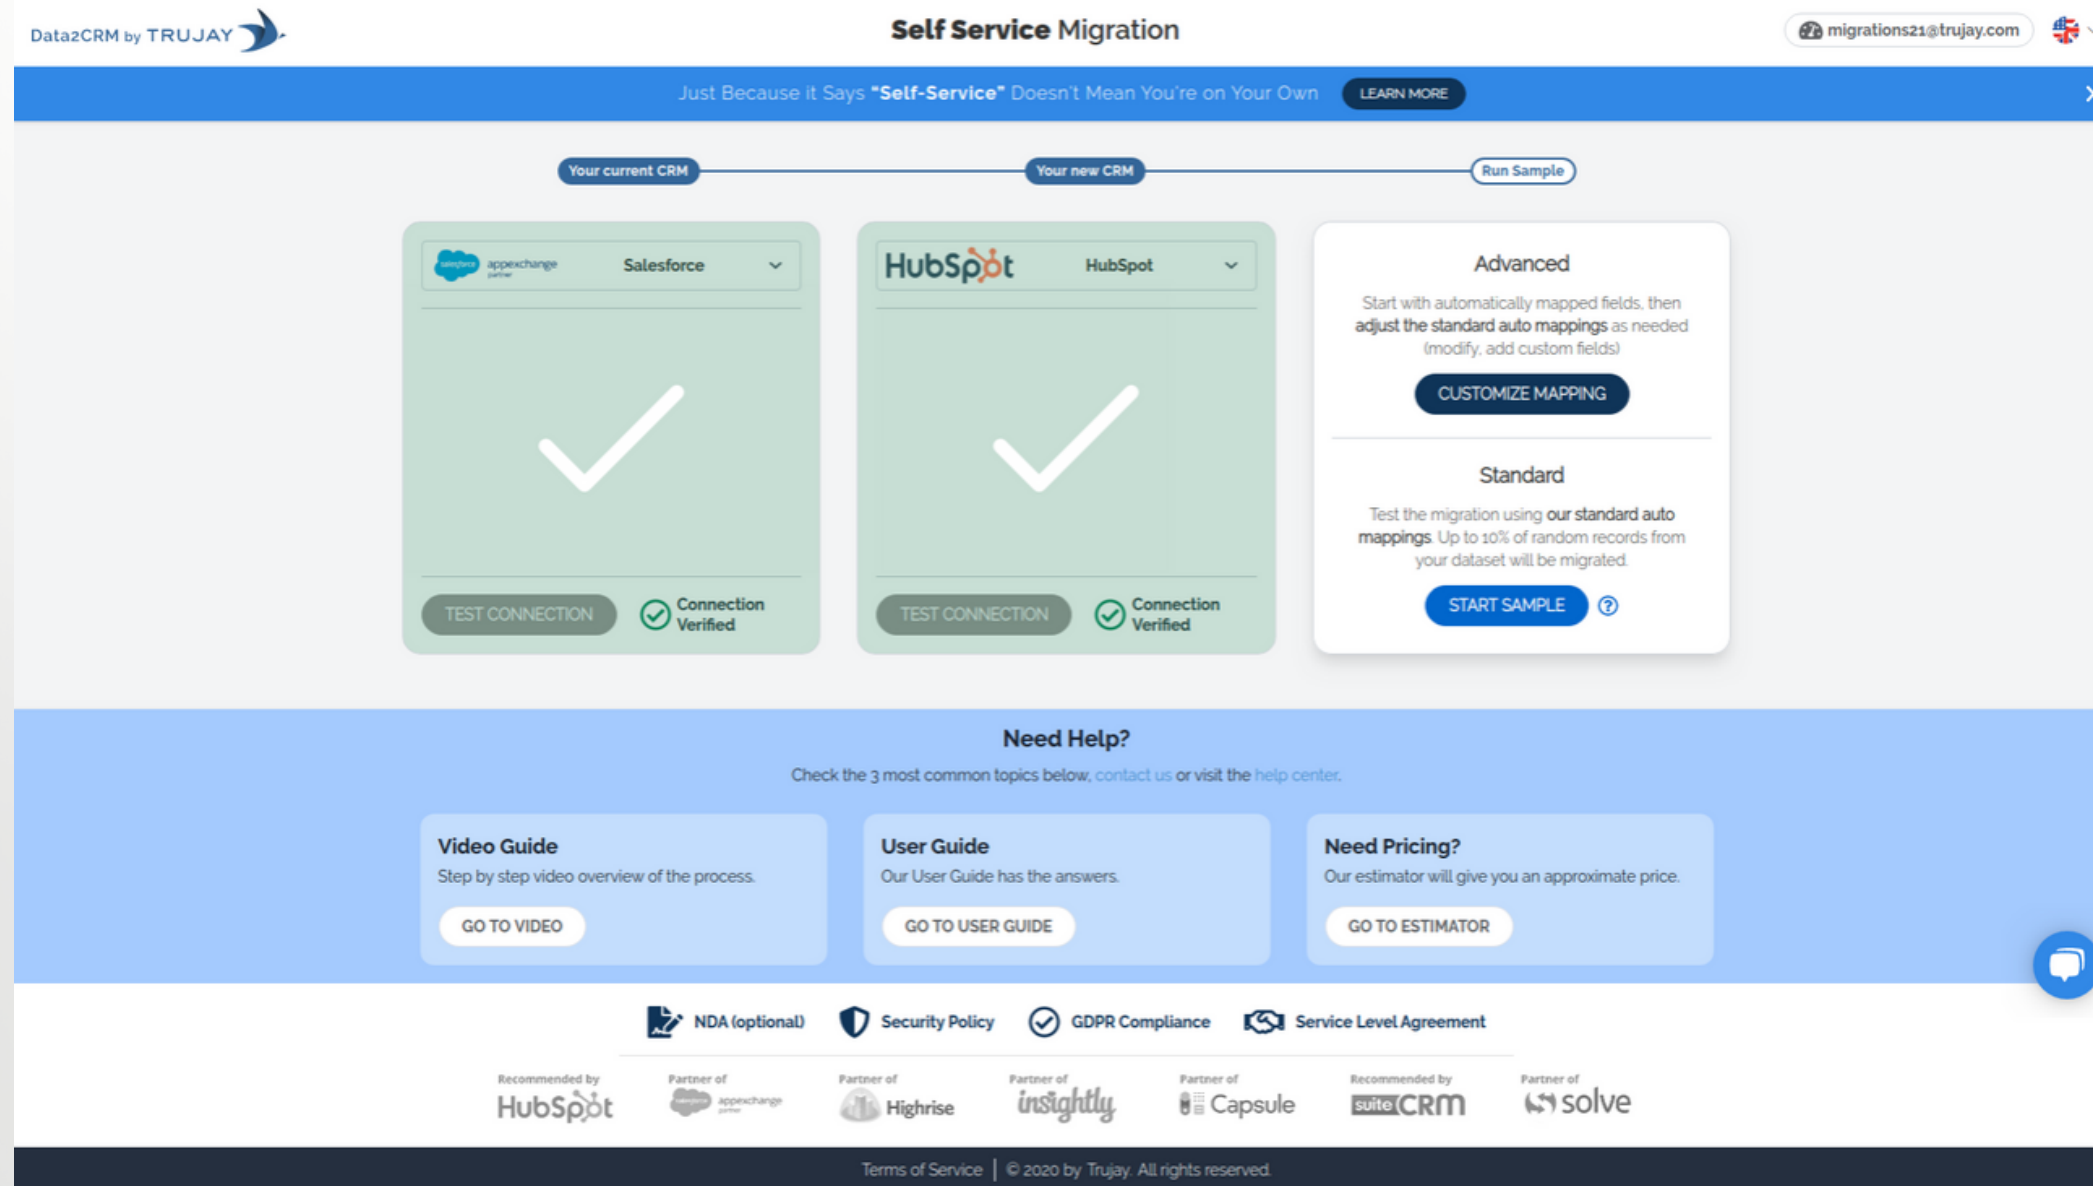 Data2CRM by TRUJAY
Self Service Migration
migrations21@trujay.com
Just Because it Says "Self-Service" Doesn't Mean You're on Your Own
LEARN MORE
Your current CRM
Your new CRM
Run Sample
salesforce
appexchange
partner
Salesforce
TEST CONNECTION
Connection
Verified
HubSpot
HubSpot
TEST CONNECTION
Connection
Verified
Advanced
Start with automatically mapped fields, then
adjust the standard auto mappings as needed
(modify, add custom fields)
CUSTOMIZE MAPPING
Standard
Test the migration using our standard auto
mappings. Up to 10% of random records from
your dataset will be migrated.
START SAMPLE ?
Need Help?
Check the 3 most common topics below, contact us or visit the help center.
Video Guide
Step by step video overview of the process.
GO TO VIDEO
User Guide
Our User Guide has the answers.
GO TO USER GUIDE
Need Pricing?
Our estimator will give you an approximate price.
GO TO ESTIMATOR
NDA (optional)
Security Policy
GDPR Compliance
Service Level Agreement
Recommended by
HubSpot
Partner of
salesforce
appexchange
partner
Partner of
Highrise
Partner of
insightly
Partner of
Capsule
Recommended by
suite CRM
Partner of
solve
Terms of Service | © 2020 by Trujay. All rights reserved.